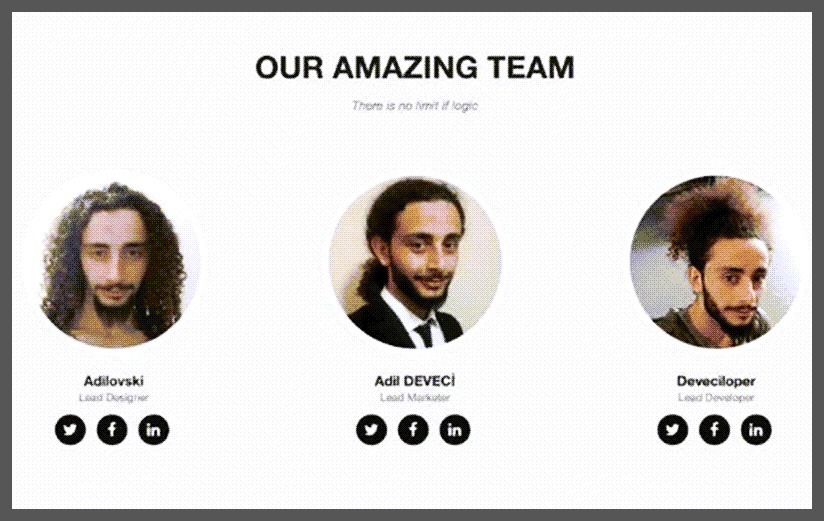 OUR AMAZING TEAM
There is no limit if logic
Adilovski
Lead Designer
Adil DEVECİ
Lead Marketer
Deveciloper
Lead Developer